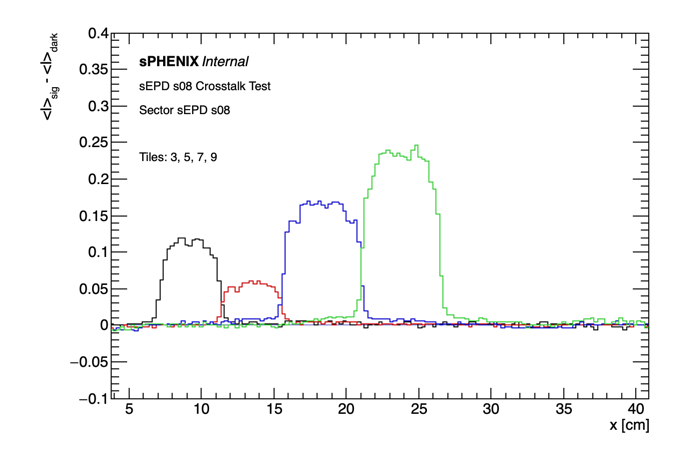 sPHENIX Internal
sEPD s08 Crosstalk Test
Sector sEPD s08
Tiles: 3, 5, 7, 9
<I>sig - <I>dark
0.4
0.35
0.3
0.25
0.2
0.15
0.1
0.05
0
−0.05
−0.1
5 10 15 20 25 30 35 40
x [cm]